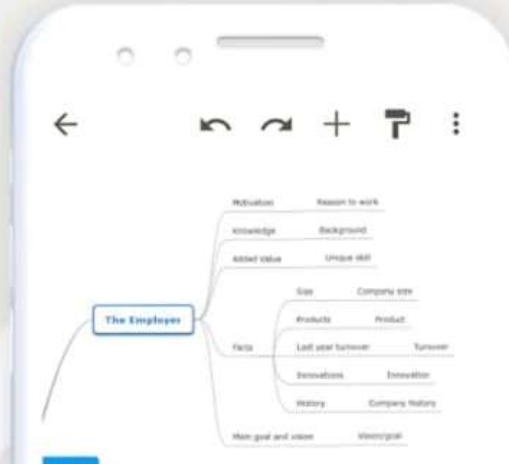 Motivation Reason to work
Knowledge Background
Added Value Unique skill
Size Company size
The Employer
Products Product
Facts Last year turnover Turnover
Innovations Innovation
History Company history
Main goal and vision Vision/goal